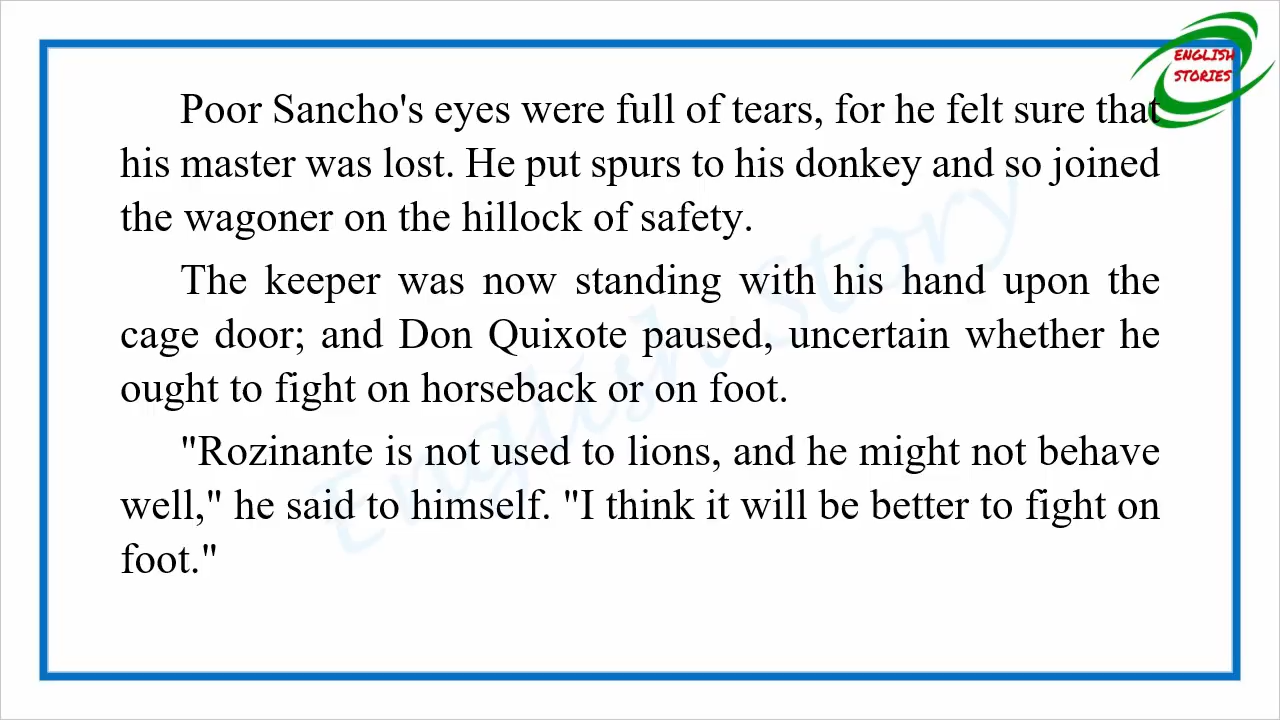 ENGLISH
STORIES
Poor Sancho's eyes were full of tears, for he felt sure that
his master was lost. He put spurs to his donkey and so joined
the wagoner on the hillock of safety.
The keeper was now standing with his hand upon the
cage door; and Don Quixote paused, uncertain whether he
ought to fight on horseback or on foot.
"Rozinante is not used to lions, and he might not behave
well," he said to himself. "I think it will be better to fight on
foot."
English Story